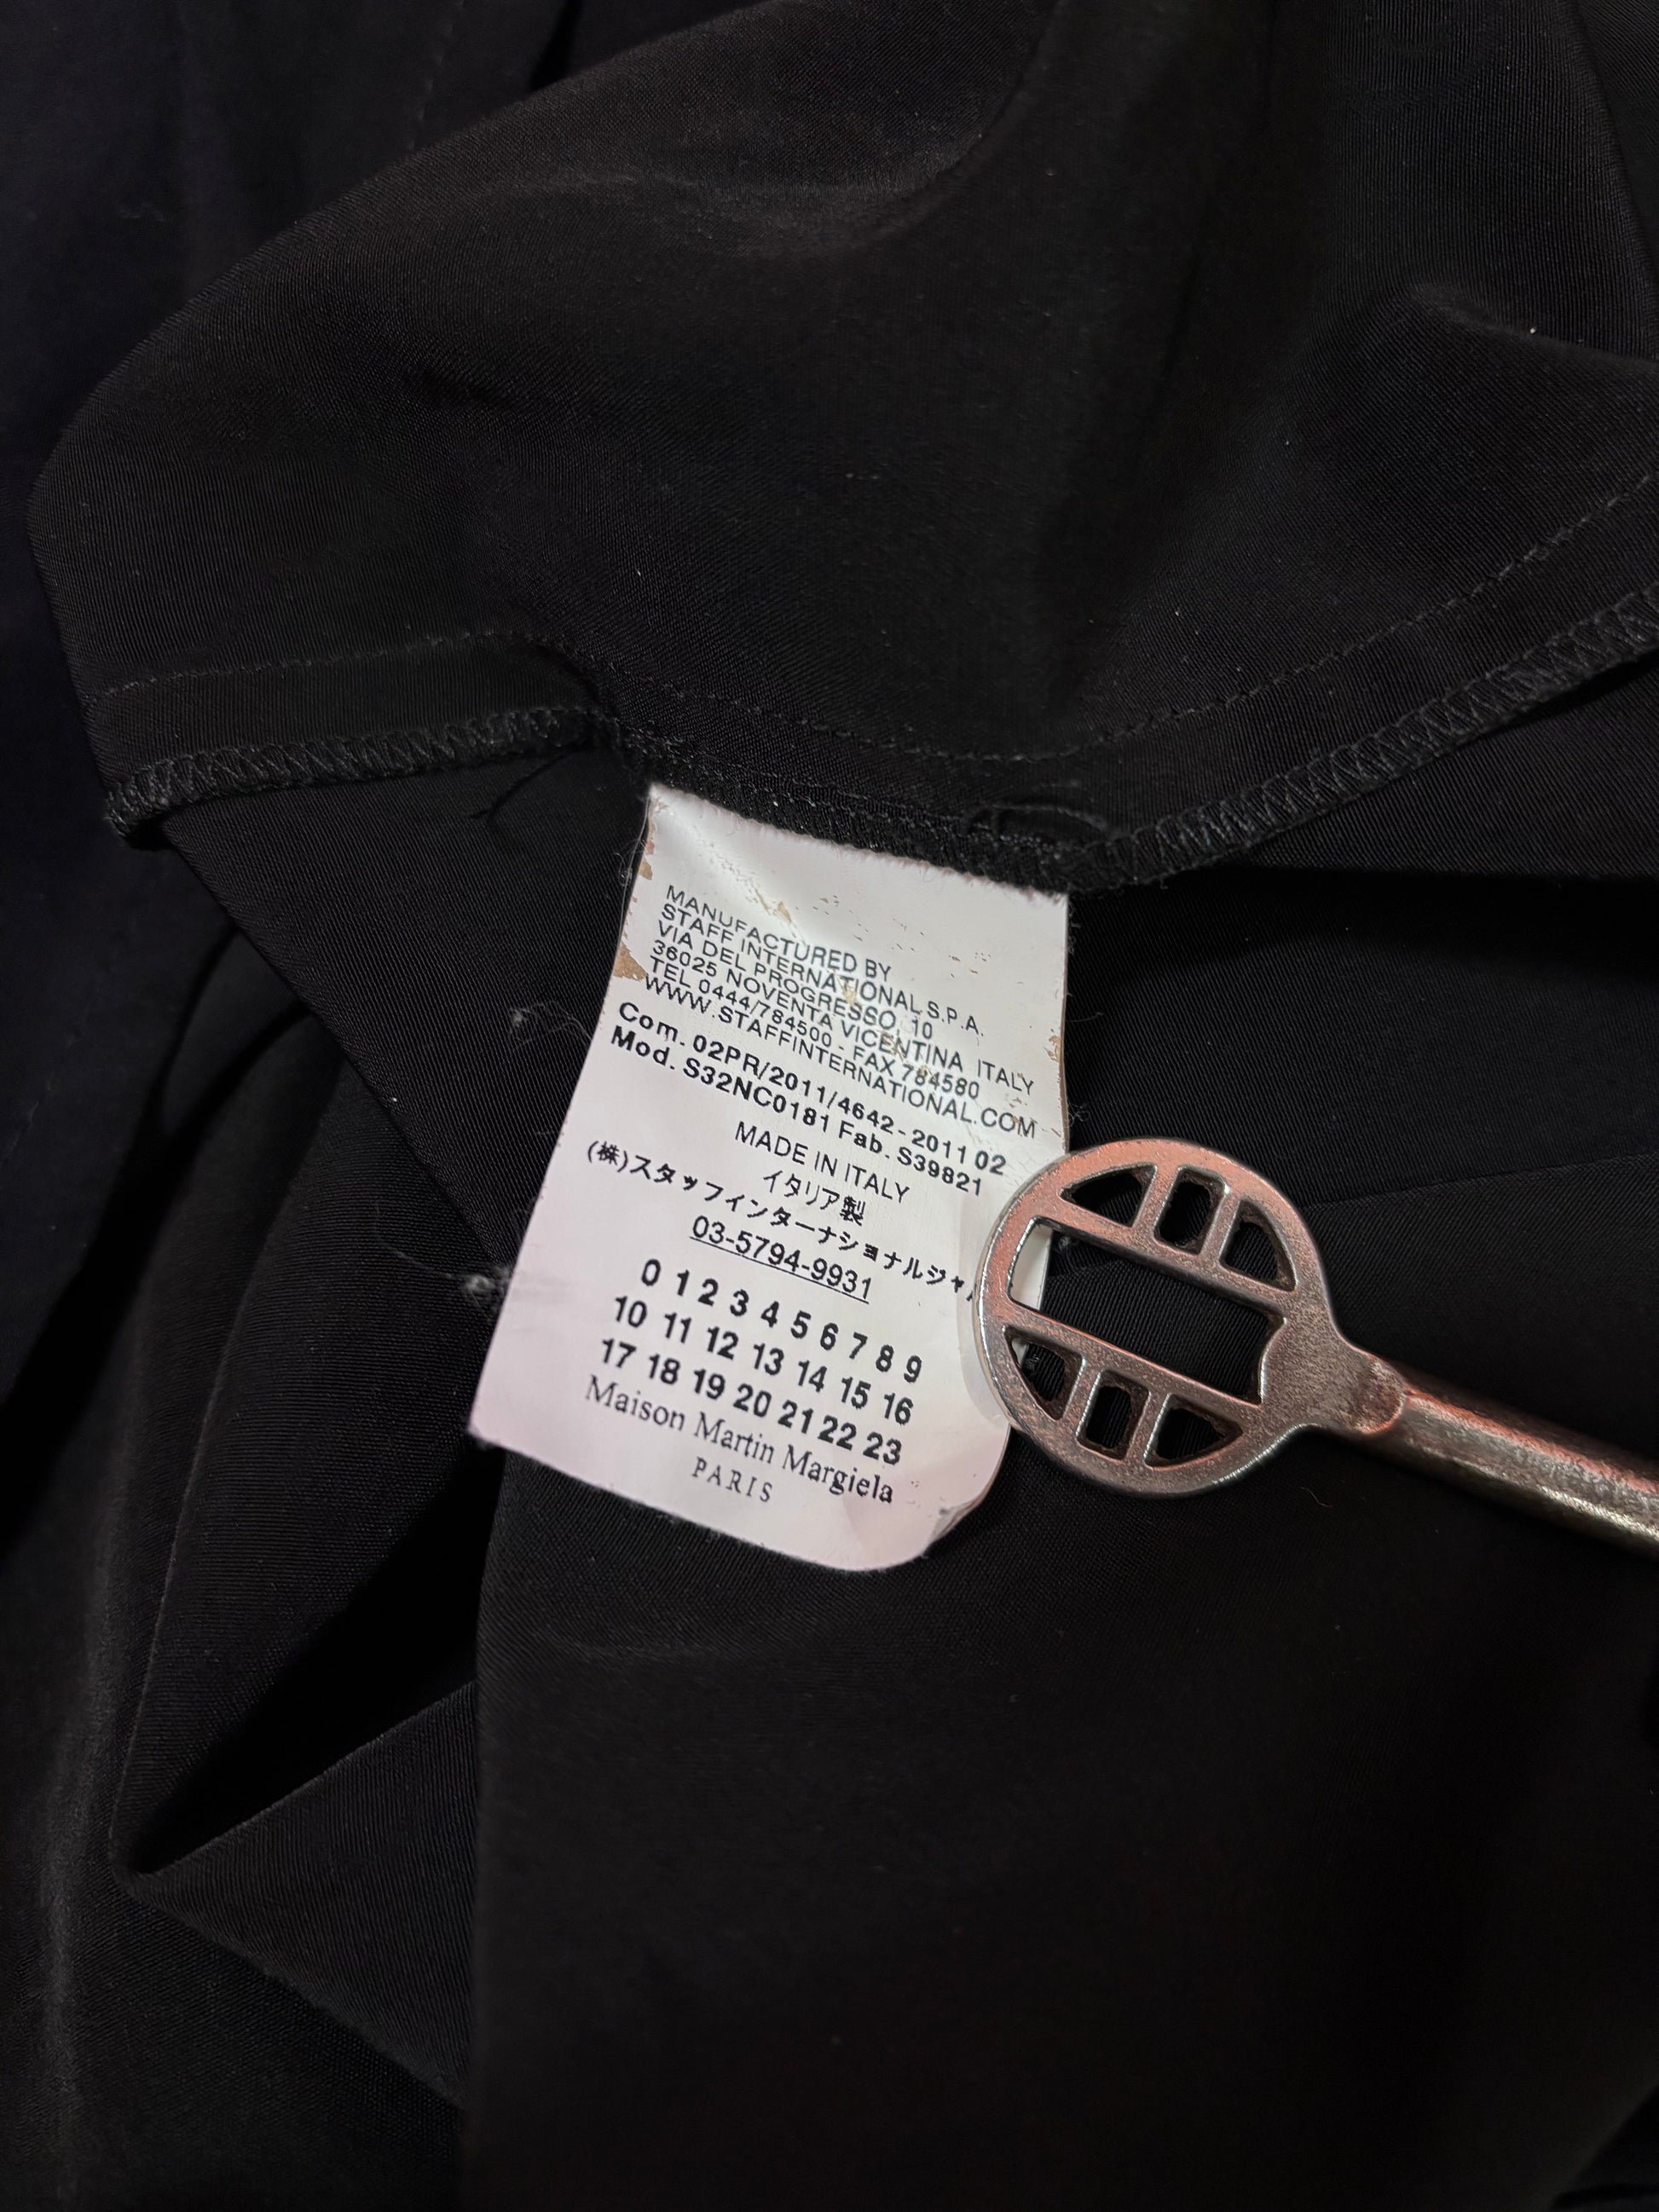 MANUFACTURED BY
STAFF INTERNATIONAL S.P.A.
VIA DEL PROGRESSO, 10
36025 NOVENTA VICENTINA ITALY
TEL 0444/784500 - FAX 784580
WWW.STAFFINTERNATIONAL.COM
Com. 02PR/2011/4642 - 2011 02
Mod. S32NC0181 Fab. S39821
MADE IN ITALY
イタリア製
(株)スタッフインターナショナルジャ
03-5794-9931
0 1 2 3 4 5 6 7 8 9
10 11 12 13 14 15 16
17 18 19 20 21 22 23
Maison Martin Margiela
PARIS